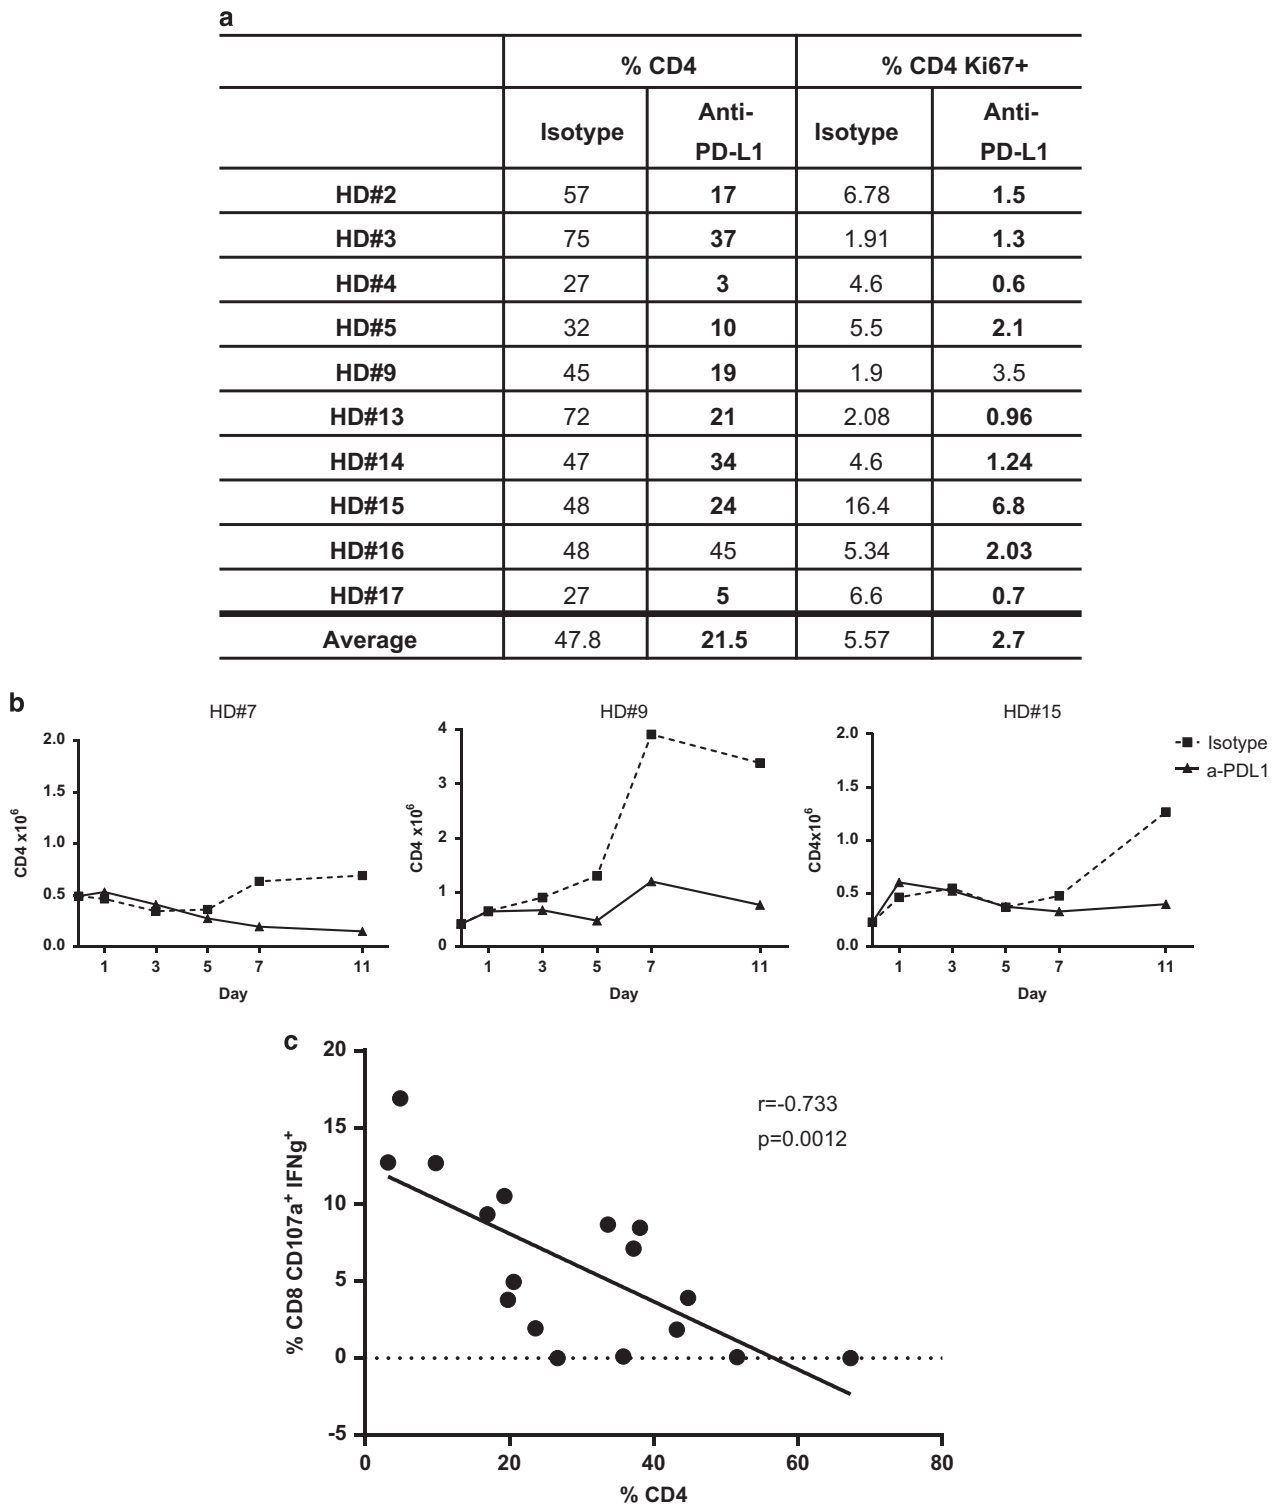 a
% CD4 % CD4 Ki67+
Isotype Anti-PD-L1 Isotype Anti-PD-L1
HD#2 57 17 6.78 1.5
HD#3 75 37 1.91 1.3
HD#4 27 3 4.6 0.6
HD#5 32 10 5.5 2.1
HD#9 45 19 1.9 3.5
HD#13 72 21 2.08 0.96
HD#14 47 34 4.6 1.24
HD#15 48 24 16.4 6.8
HD#16 48 45 5.34 2.03
HD#17 27 5 6.6 0.7
Average 47.8 21.5 5.57 2.7
b
HD#7
CD4 x10⁶
2.0
1.5
1.0
0.5
0.0
1 3 5 7 11
Day
HD#9
CD4 x10⁶
4
3
2
1
0
1 3 5 7 11
Day
HD#15
CD4x10⁶
2.0
1.5
1.0
0.5
0.0
1 3 5 7 11
Day
Isotype
a-PDL1
c
% CD8 CD107a⁺ IFNg⁺
20
15
10
5
0
-5
r=-0.733
p=0.0012
0 20 40 60 80
% CD4